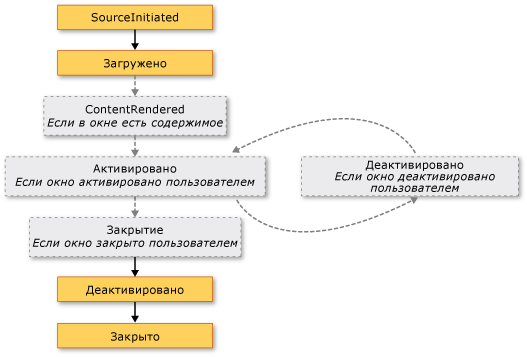 SourceInitiated
Загружено
ContentRendered
Если в окне есть содержимое
Активировано
Если окно активировано пользователем
Деактивировано
Если окно деактивировано
пользователем
Закрытие
Если окно закрыто пользователем
Деактивировано
Закрыто